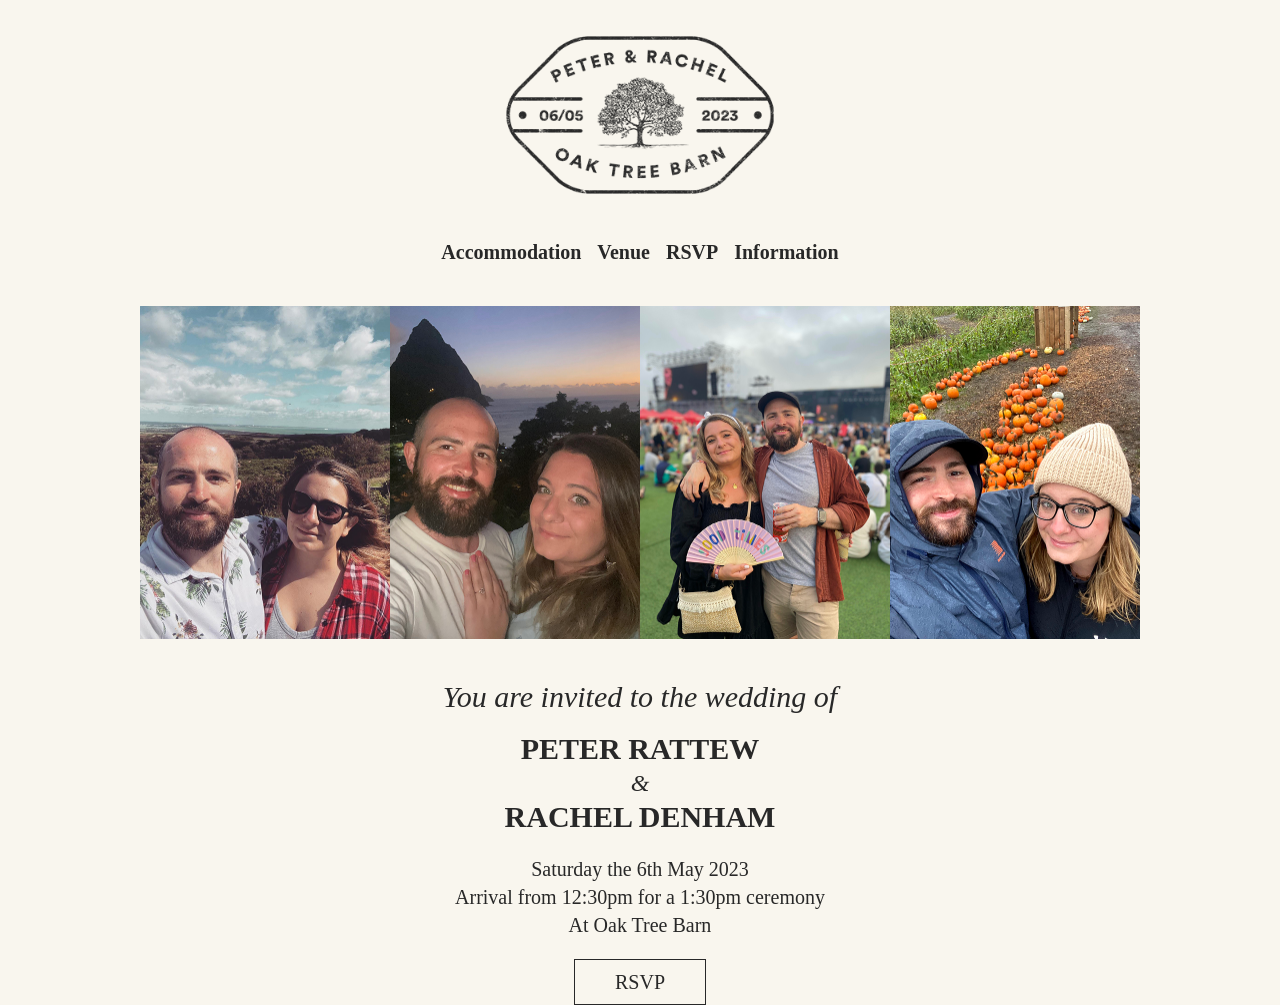 PETER & RACHEL
06/05 2023
OAK TREE BARN
Accommodation Venue RSVP Information
You are invited to the wedding of
PETER RATTEW
&
RACHEL DENHAM
Saturday the 6th May 2023
Arrival from 12:30pm for a 1:30pm ceremony
At Oak Tree Barn
RSVP